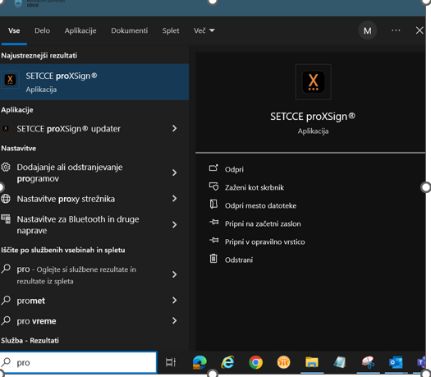 Vse Delo Aplikacije Dokumenti Splet Več M ...
Najustreznejši rezultati
SETCCE proXSign®
Aplikacija
Aplikacije
SETCCE proXSign® updater
Nastavitve
Dodajanje ali odstranjevanje
programov
Nastavitve proxy strežnika
Nastavitve za Bluetooth in druge
naprave
Iščite po službenih vsebinah in spletu
pro - Oglejte si službene rezultate in
rezultate iz spleta
promet
pro vreme
Služba - Rezultati
pro
SETCCE proXSign®
Aplikacija
Odpri
Zaženi kot skrbnik
Odpri mesto datoteke
Pripni na začetni zaslon
Pripni v opravilno vrstico
Odstrani